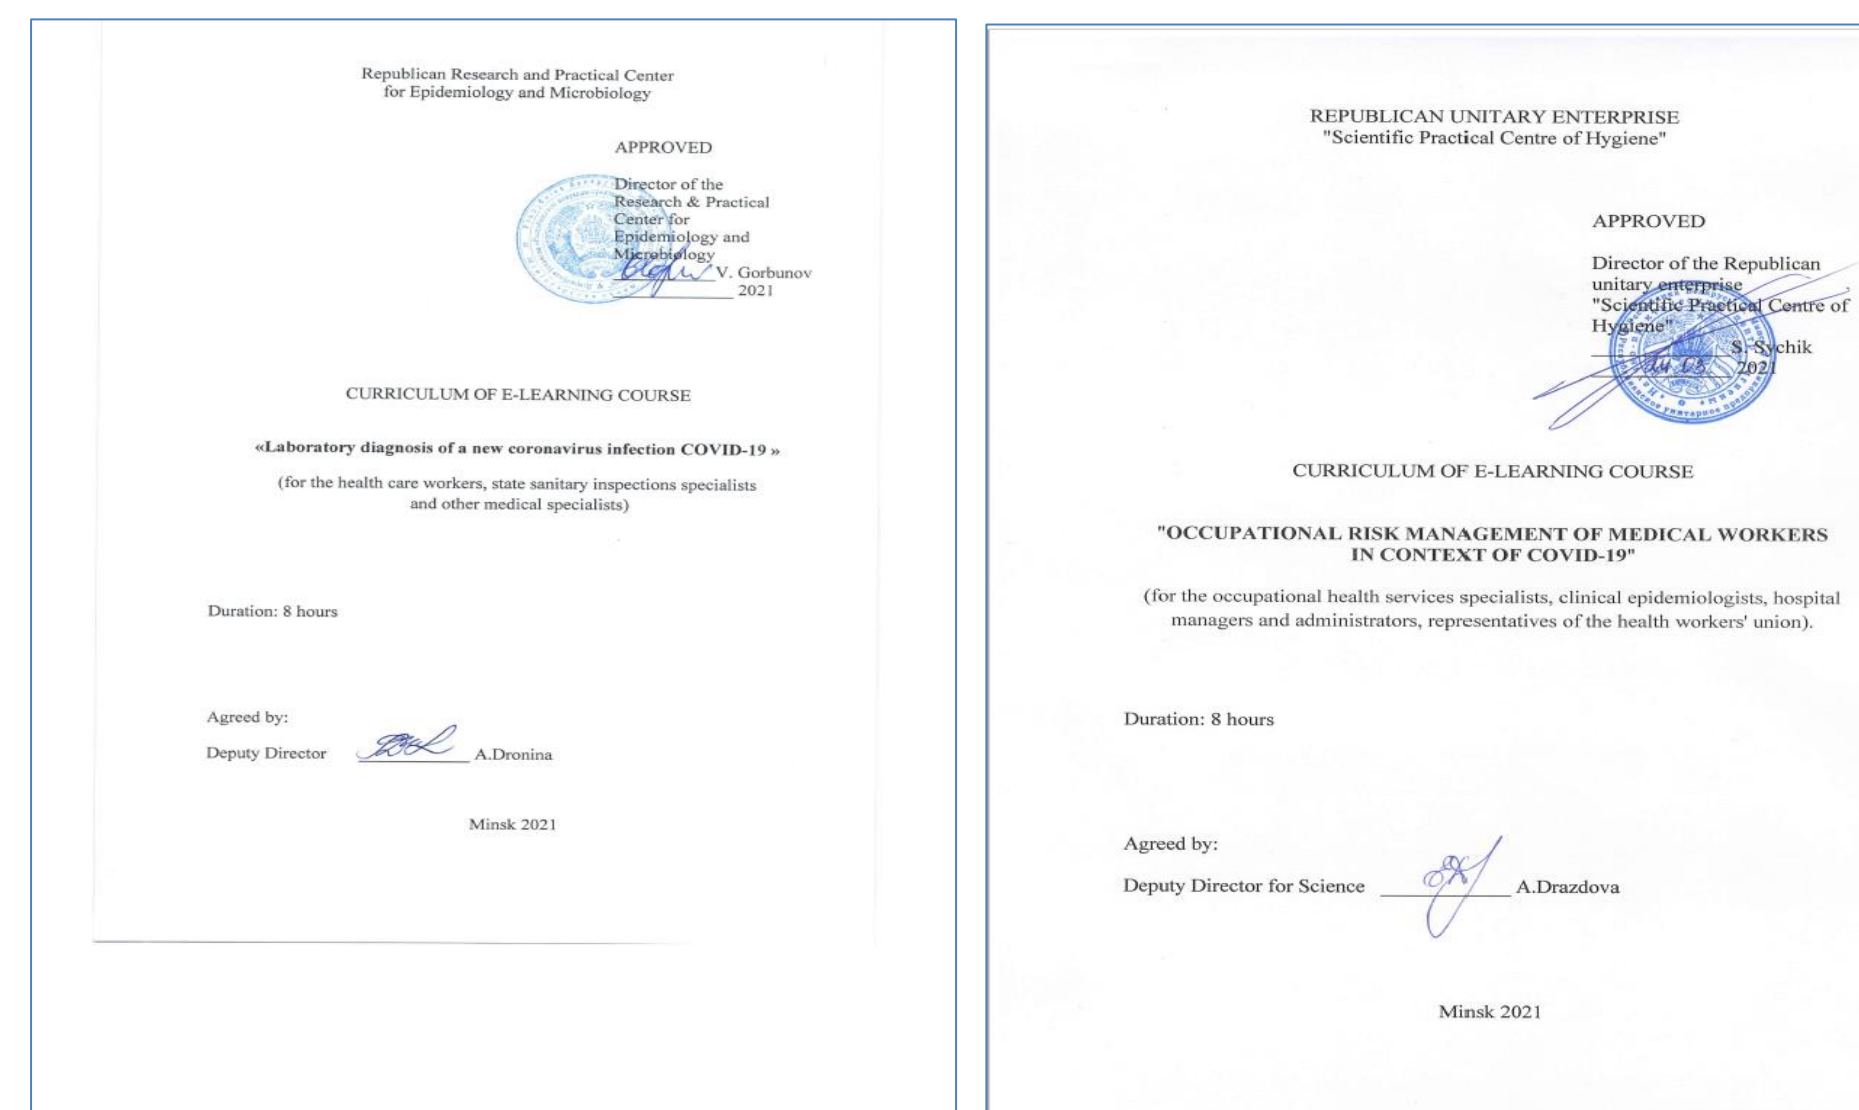 Republican Research and Practical Center
for Epidemiology and Microbiology
APPROVED
Director of the
Research & Practical
Center for
Epidemiology and
Microbiology
V. Gorbunov
2021
CURRICULUM OF E-LEARNING COURSE
«Laboratory diagnosis of a new coronavirus infection COVID-19 »
(for the health care workers, state sanitary inspections specialists
and other medical specialists)
Duration: 8 hours
Agreed by:
Deputy Director A.Dronina
Minsk 2021
REPUBLICAN UNITARY ENTERPRISE
"Scientific Practical Centre of Hygiene"
APPROVED
Director of the Republican
unitary enterprise
"Scientific Practical Centre of
Hygiene"
S. Sychik
2021
CURRICULUM OF E-LEARNING COURSE
"OCCUPATIONAL RISK MANAGEMENT OF MEDICAL WORKERS
IN CONTEXT OF COVID-19"
(for the occupational health services specialists, clinical epidemiologists, hospital
managers and administrators, representatives of the health workers' union).
Duration: 8 hours
Agreed by:
Deputy Director for Science A.Drazdova
Minsk 2021